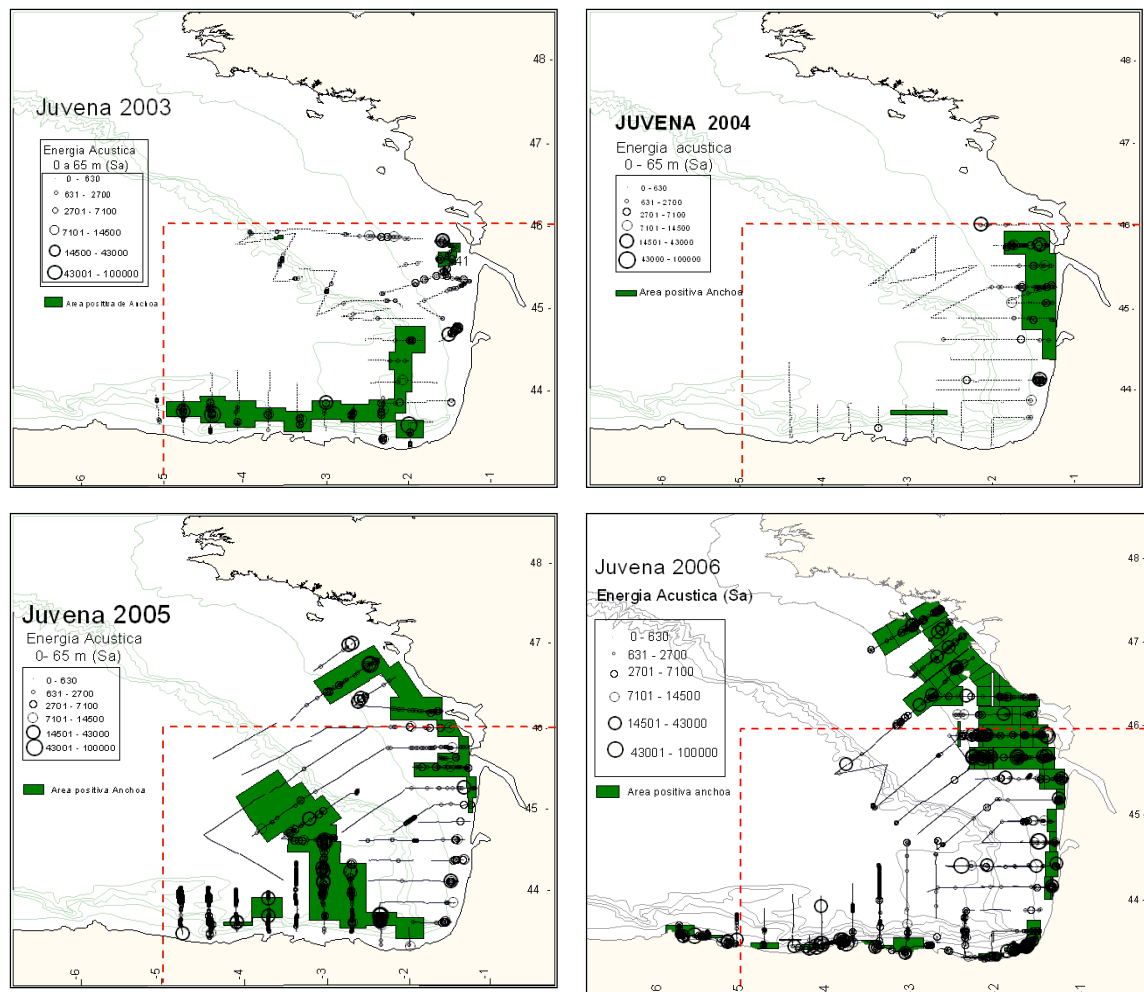 Juvena 2003
Energia Acustica
0 a 65 m (Sa)
0 - 630
631 - 2700
2701 - 7100
7101 - 14500
14500 - 43000
43001 - 100000
Area positiva de Anchoa
41
48
47
46
45
44
-6
-5
-4
-3
-2
-1
JUVENA 2004
Energia acustica
0 - 65 m (Sa)
0 - 630
631 - 2700
2701 - 7100
7101 - 14500
14501 - 43000
43000 - 100000
Area positiva Anchoa
48
47
46
45
44
-6
-5
-4
-3
-2
-1
Juvena 2005
Energia Acustica
0- 65 m (Sa)
0 - 630
631 - 2700
2701 - 7100
7101 - 14500
14501 - 43000
43001 - 100000
Area positiva Anchoa
48
47
46
45
44
-6
-5
-4
-3
-2
-1
Juvena 2006
Energia Acustica (Sa)
0 - 630
631 - 2700
2701 - 7100
7101 - 14500
14501 - 43000
43001 - 100000
Area positiva anchoa
48
47
46
45
44
-6
-5
-4
-3
-2
-1